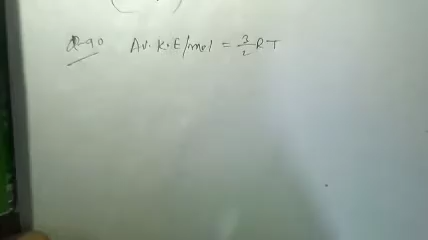 Q-90 Av. K.E/mol = 3/2 RT